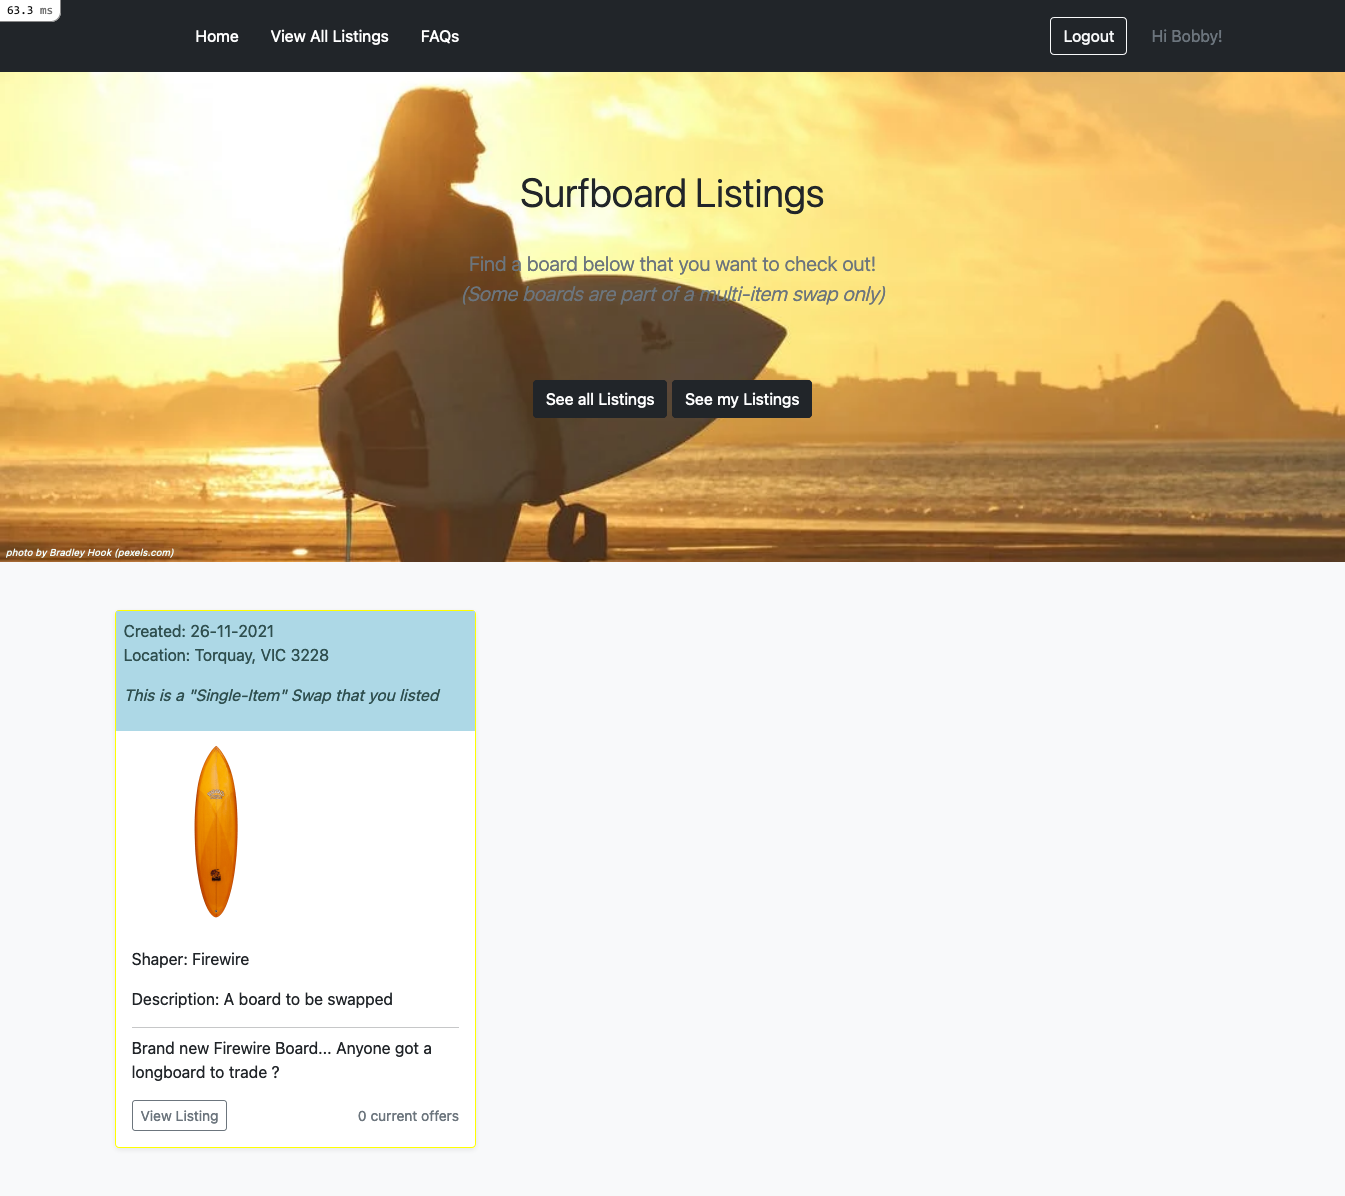 63.3 ms
Home View All Listings FAQs Logout Hi Bobby!
Surfboard Listings
Find a board below that you want to check out!
(Some boards are part of a multi-item swap only)
See all Listings See my Listings
photo by Bradley Hook (pexels.com)
Created: 26-11-2021
Location: Torquay, VIC 3228
This is a "Single-Item" Swap that you listed
Shaper: Firewire
Description: A board to be swapped
Brand new Firewire Board... Anyone got a
longboard to trade ?
View Listing 0 current offers